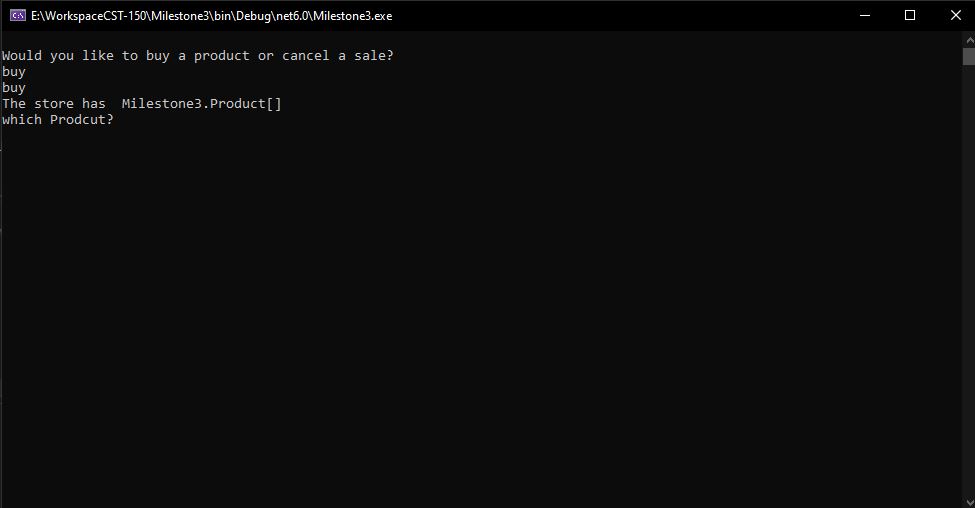 E:\WorkspaceCST-150\Milestone3\bin\Debug\net6.0\Milestone3.exe
Would you like to buy a product or cancel a sale?
buy
buy
The store has  Milestone3.Product[]
which Prodcut?